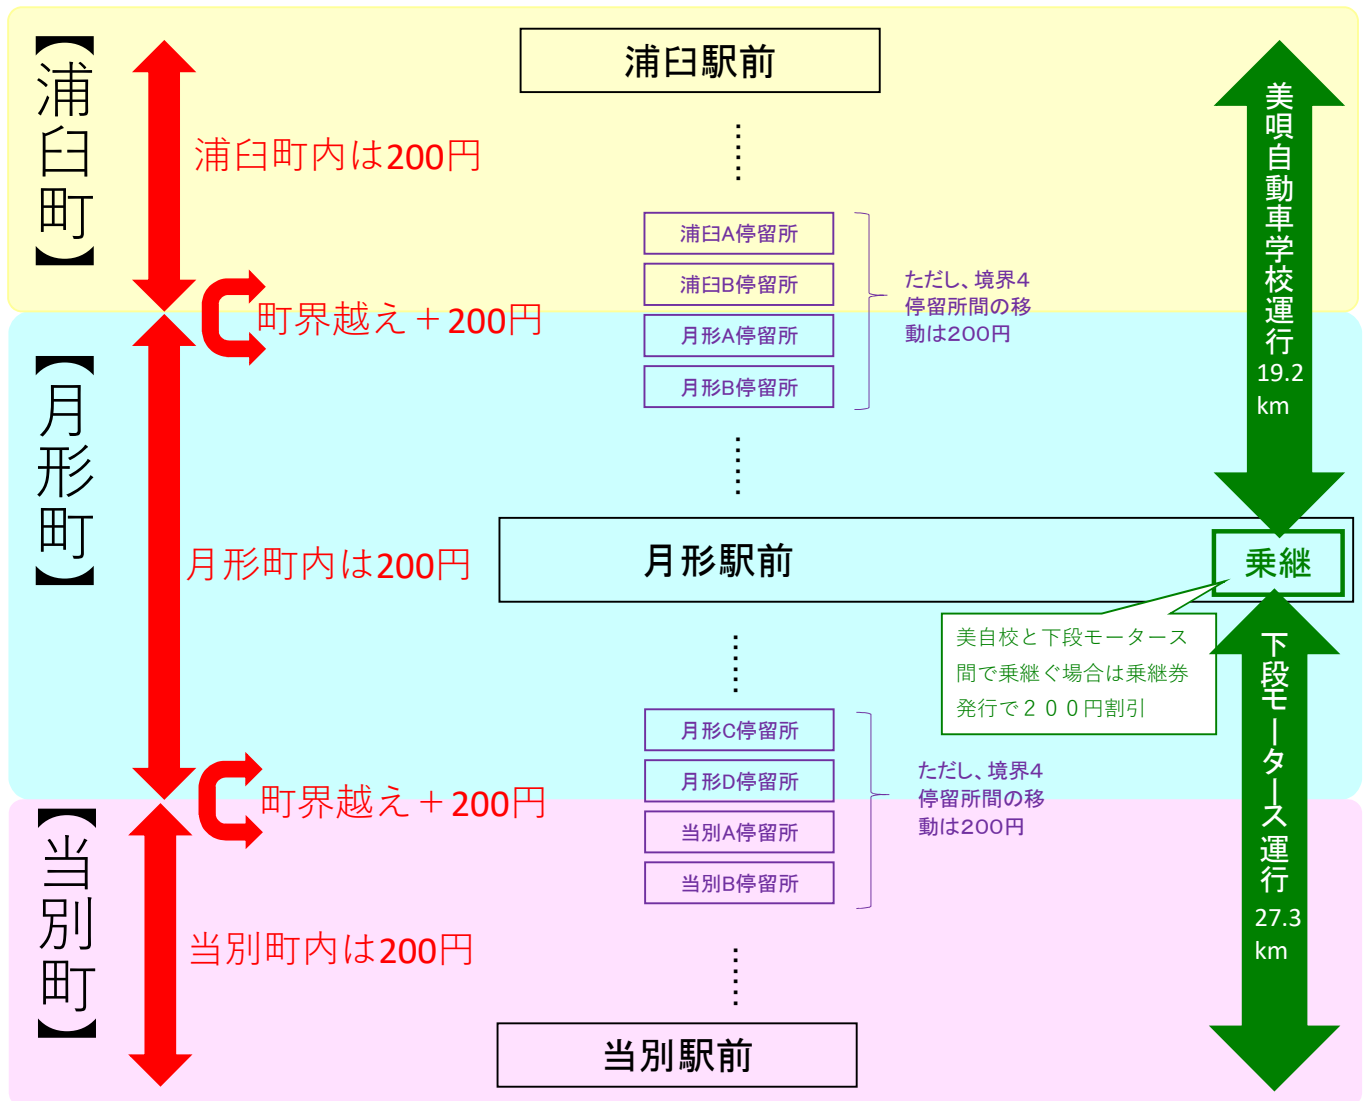 【浦臼町】
浦臼駅前
浦臼町内は200円
浦臼A停留所
浦臼B停留所
月形A停留所
月形B停留所
ただし、境界4
停留所間の移
動は200円
町界越え＋200円
美唄自動車学校運行
19.2
km
【月形町】
月形町内は200円
月形駅前
乗継
美自校と下段モータース
間で乗継ぐ場合は乗継券
発行で２００円割引
月形C停留所
月形D停留所
当別A停留所
当別B停留所
ただし、境界4
停留所間の移
動は200円
町界越え＋200円
下段モータース運行
27.3
km
【当別町】
当別町内は200円
当別駅前